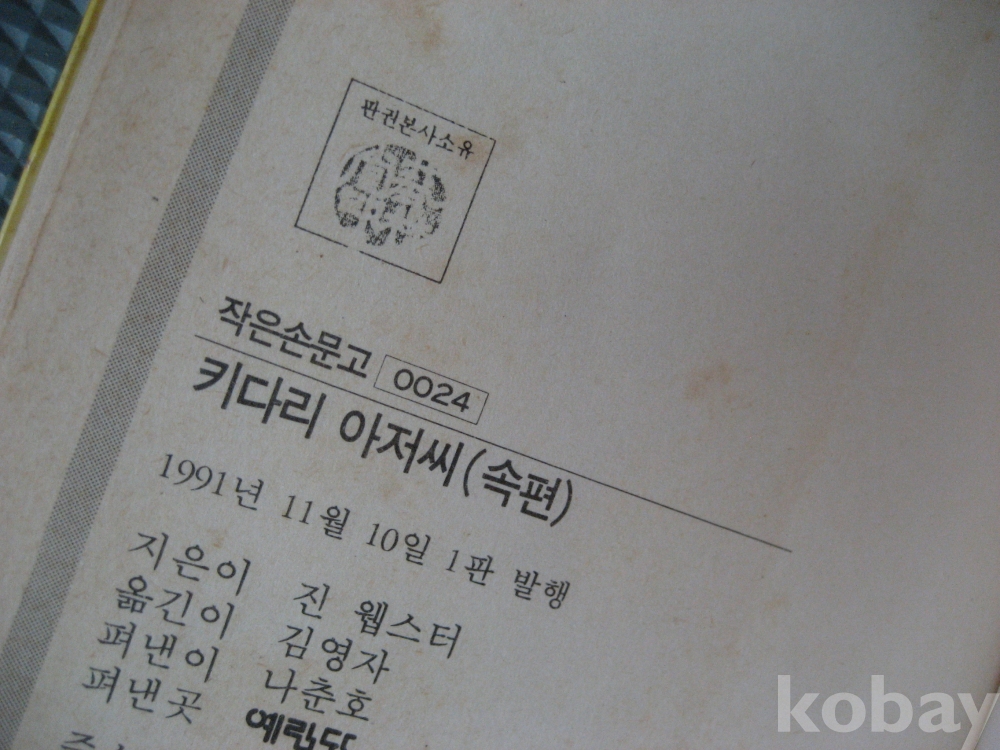 판권본사소유
작은손문고 0024
키다리 아저씨(속편)
1991년 11월 10일 1판 발행
지은이 진 웹스터
옮긴이 김영자
펴낸이 나춘호
펴낸곳
kobay